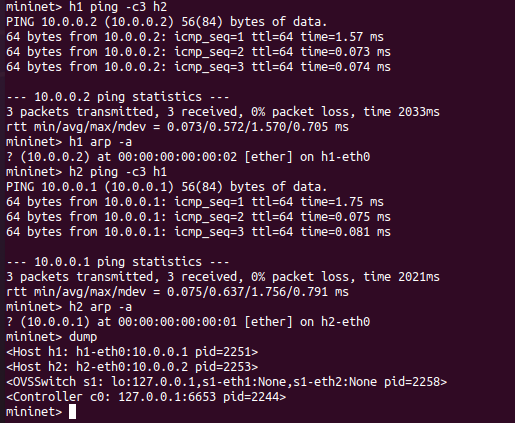 mininet> h1 ping -c3 h2
PING 10.0.0.2 (10.0.0.2) 56(84) bytes of data.
64 bytes from 10.0.0.2: icmp_seq=1 ttl=64 time=1.57 ms
64 bytes from 10.0.0.2: icmp_seq=2 ttl=64 time=0.073 ms
64 bytes from 10.0.0.2: icmp_seq=3 ttl=64 time=0.074 ms
--- 10.0.0.2 ping statistics ---
3 packets transmitted, 3 received, 0% packet loss, time 2033ms
rtt min/avg/max/mdev = 0.073/0.572/1.570/0.705 ms
mininet> h1 arp -a
? (10.0.0.2) at 00:00:00:00:00:02 [ether] on h1-eth0
mininet> h2 ping -c3 h1
PING 10.0.0.1 (10.0.0.1) 56(84) bytes of data.
64 bytes from 10.0.0.1: icmp_seq=1 ttl=64 time=1.75 ms
64 bytes from 10.0.0.1: icmp_seq=2 ttl=64 time=0.075 ms
64 bytes from 10.0.0.1: icmp_seq=3 ttl=64 time=0.081 ms
--- 10.0.0.1 ping statistics ---
3 packets transmitted, 3 received, 0% packet loss, time 2021ms
rtt min/avg/max/mdev = 0.075/0.637/1.756/0.791 ms
mininet> h2 arp -a
? (10.0.0.1) at 00:00:00:00:00:01 [ether] on h2-eth0
mininet> dump
<Host h1: h1-eth0:10.0.0.1 pid=2251>
<Host h2: h2-eth0:10.0.0.2 pid=2253>
<OVSSwitch s1: lo:127.0.0.1,s1-eth1:None,s1-eth2:None pid=2258>
<Controller c0: 127.0.0.1:6653 pid=2244>
mininet>